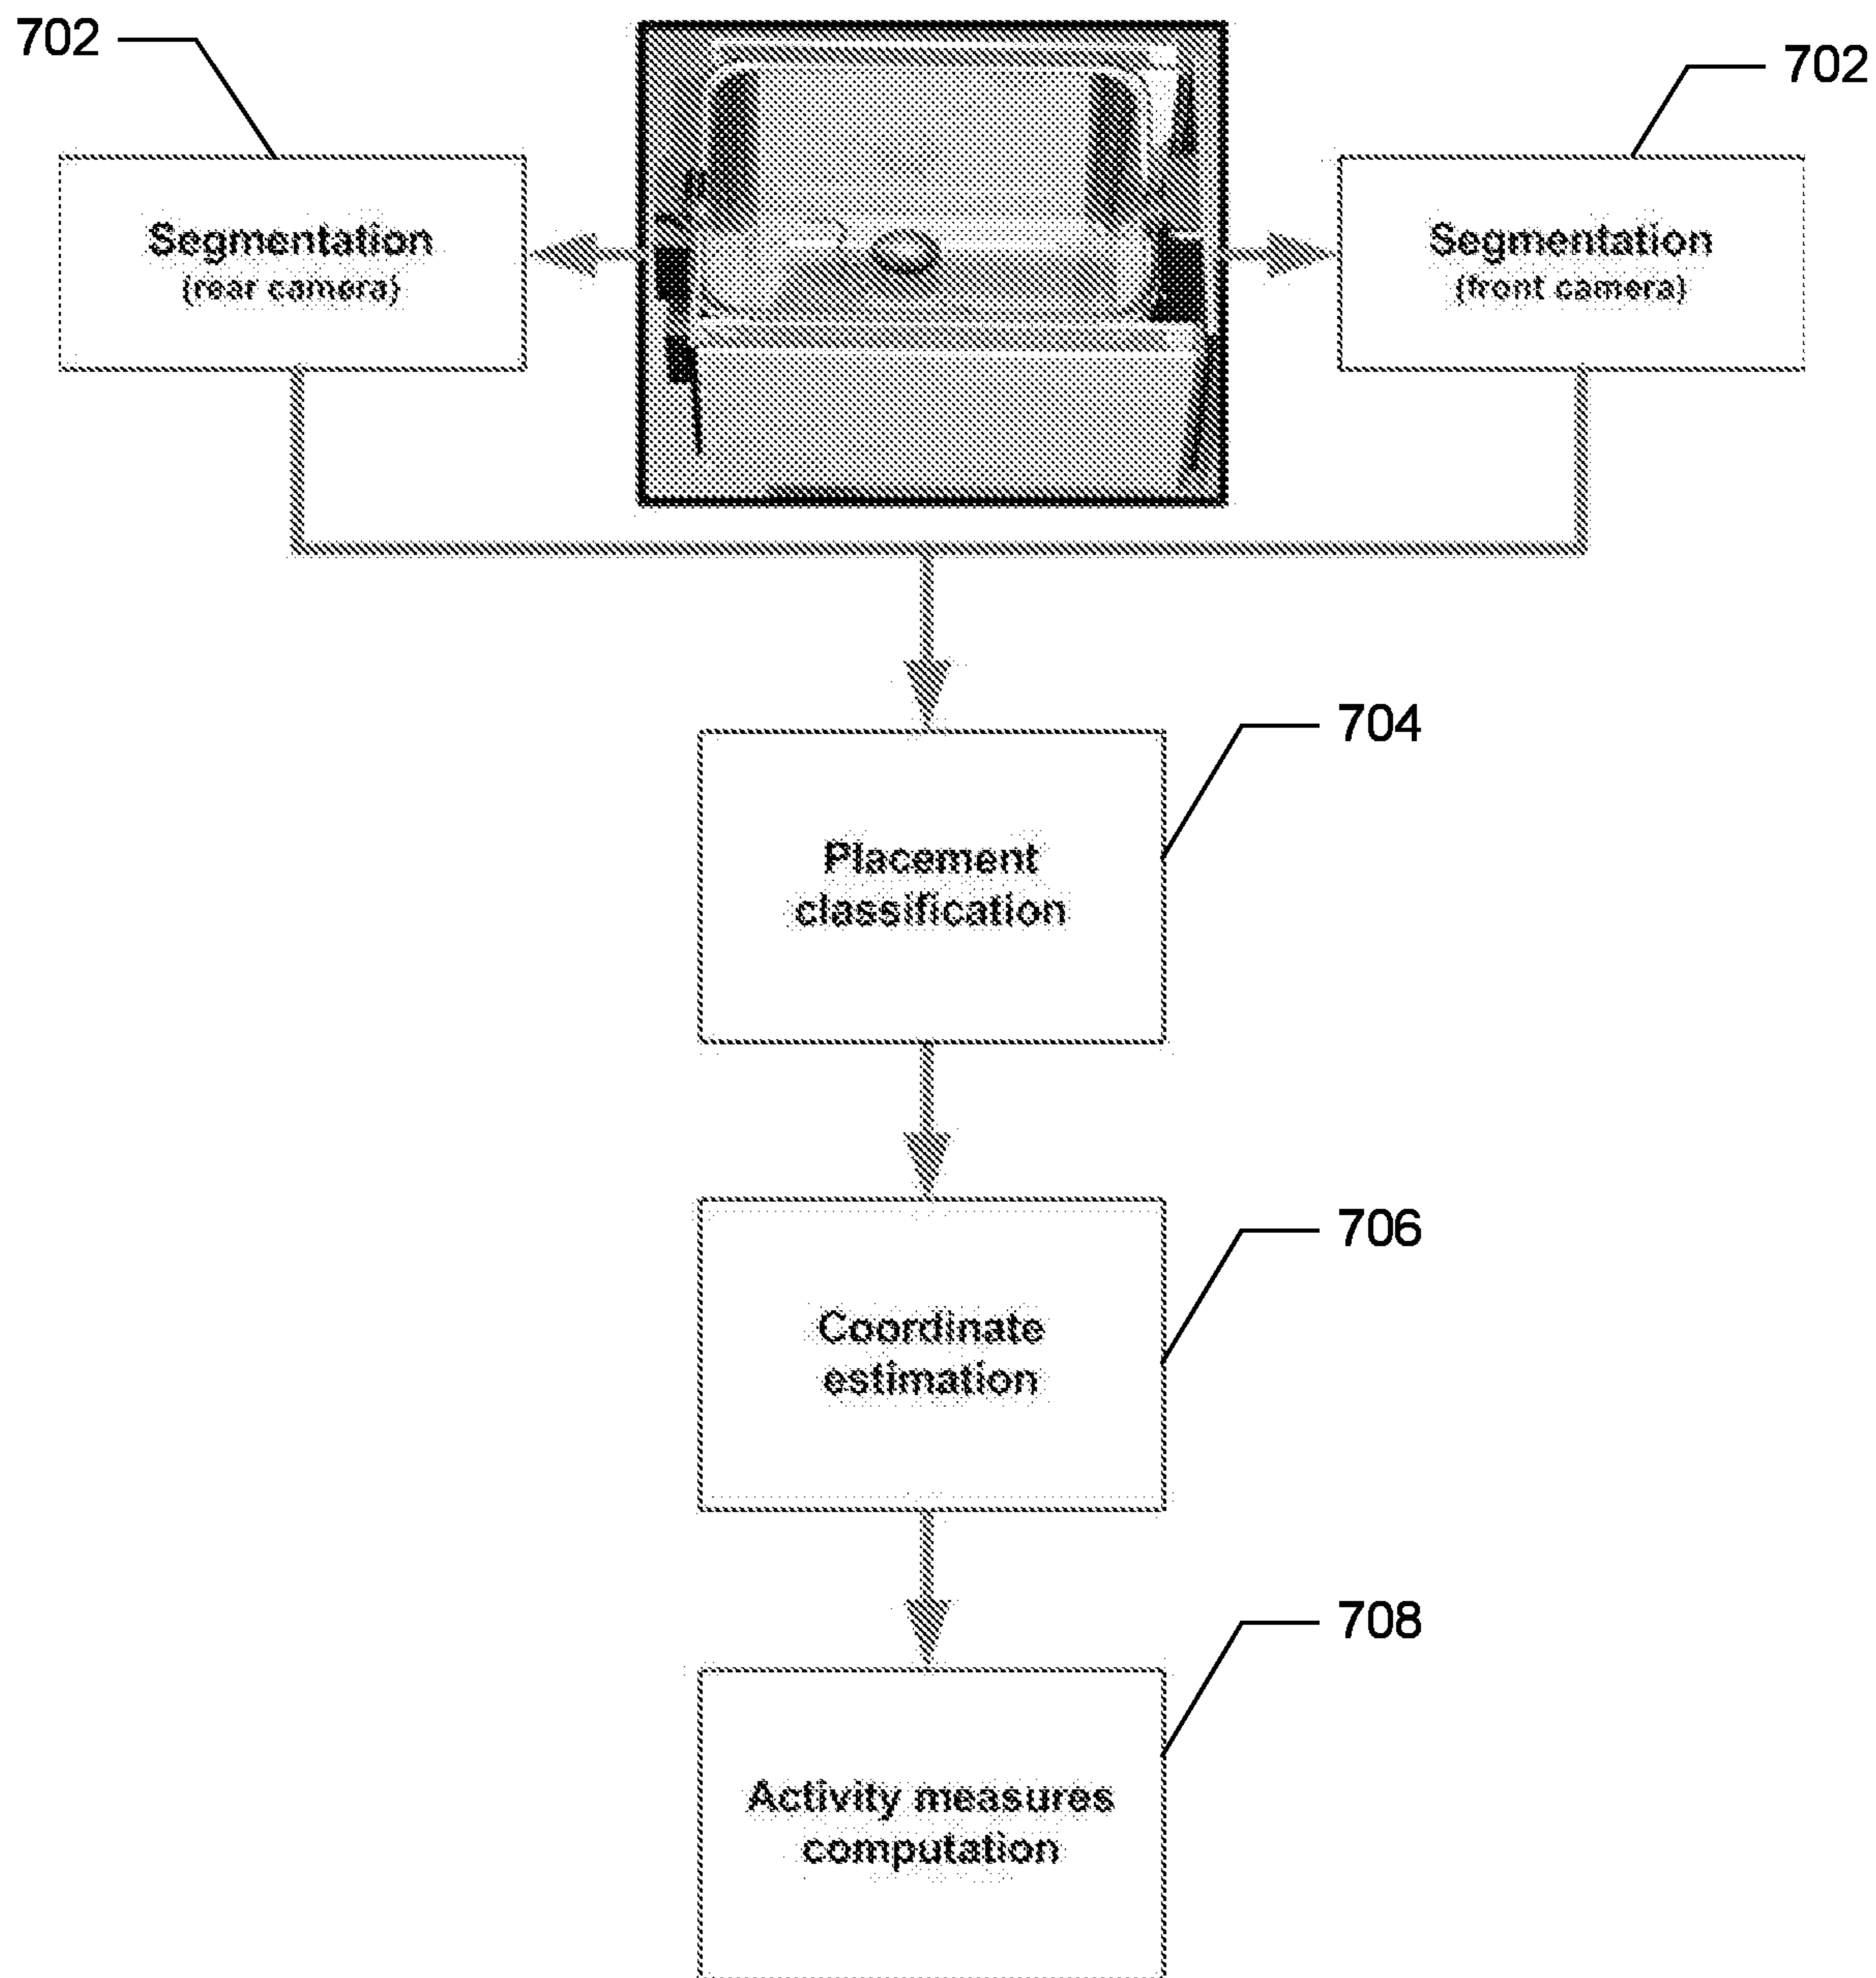 702
702
Segmentation
(rear camera)
Segmentation
(front camera)
704
Placement
classification
706
Coordinate
estimation
708
Activity measures
computation